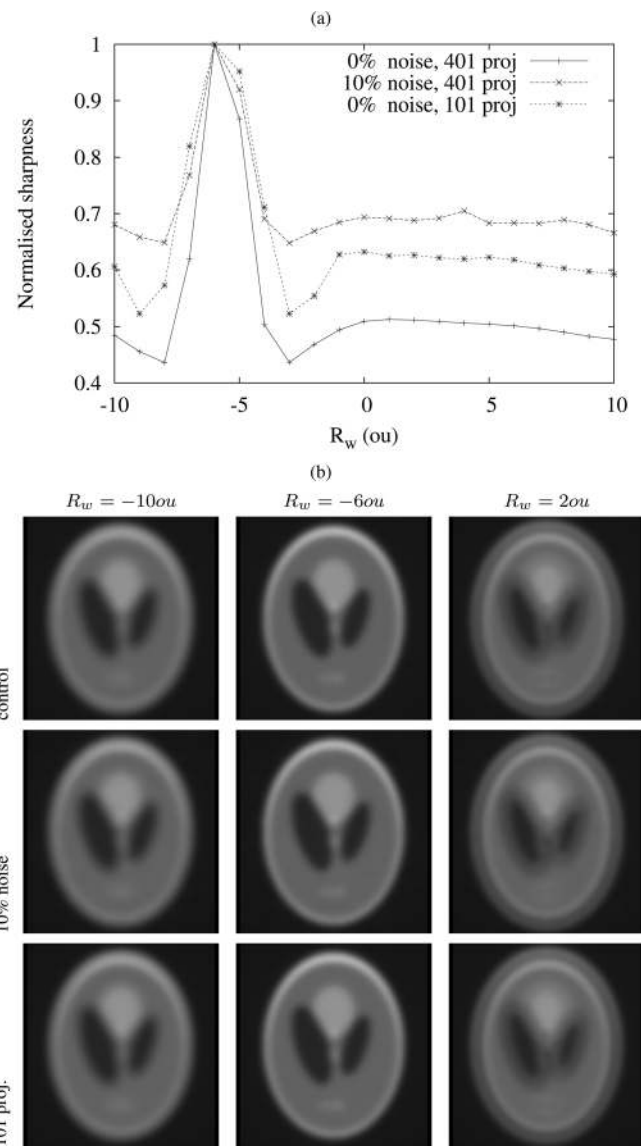 (a)
Normalised sharpness
1
0.9
0.8
0.7
0.6
0.5
0.4
0% noise, 401 proj
10% noise, 401 proj
0% noise, 101 proj
-10
-5
0
5
10
R_w (ou)
(b)
R_w = −10ou
R_w = −6ou
R_w = 2ou
control
10% noise
101 proj.